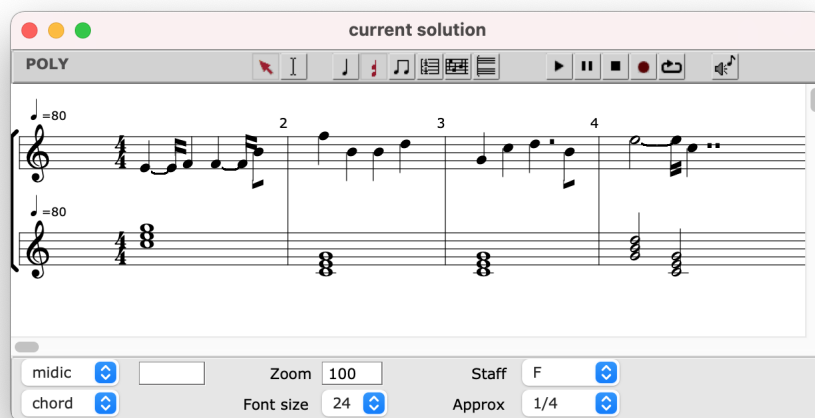 current solution
POLY
=80
2
3
4
4
4
=80
4
4
midic
Zoom 100
Staff F
chord
Font size 24
Approx 1/4